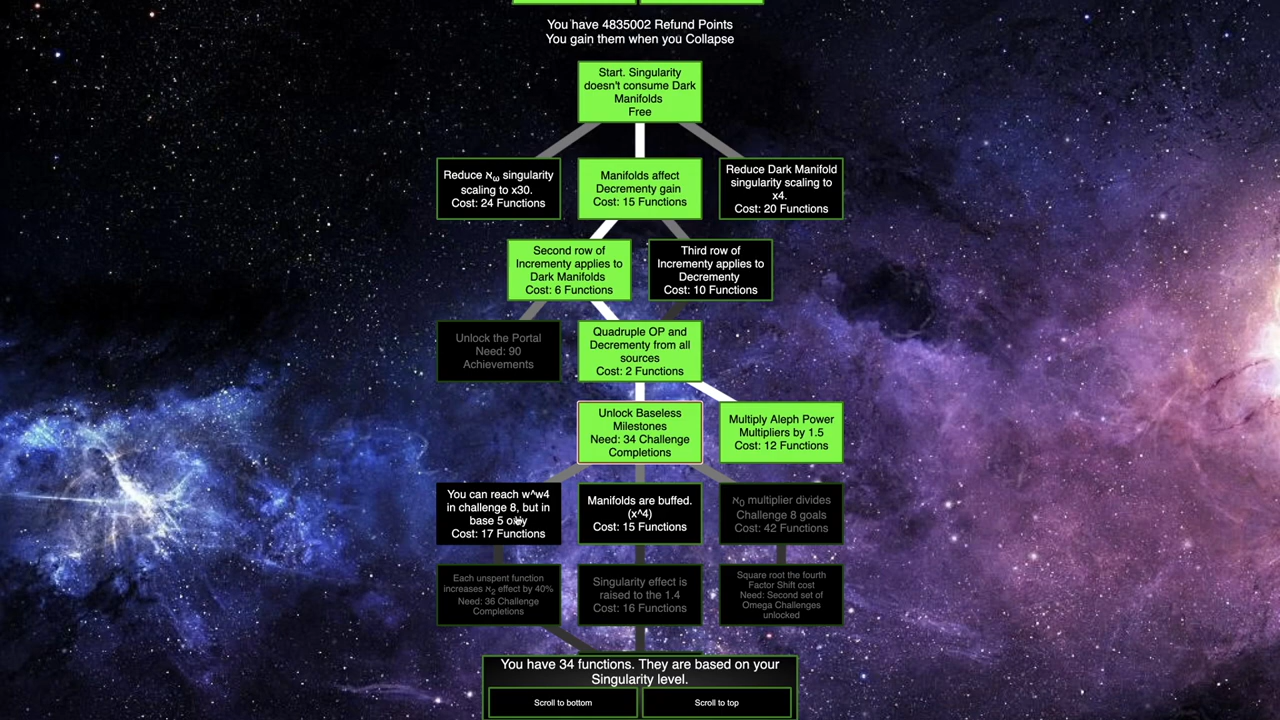 You have 4835002 Refund Points
You gain them when you Collapse
Start. Singularity
doesn't consume Dark
Manifolds
Free
Reduce ℵω singularity
scaling to x30.
Cost: 24 Functions
Manifolds affect
Decrementy gain
Cost: 15 Functions
Reduce Dark Manifold
singularity scaling to
x4.
Cost: 20 Functions
Second row of
Incrementy applies to
Dark Manifolds
Cost: 6 Functions
Third row of
Incrementy applies to
Decrementy
Cost: 10 Functions
Unlock the Portal
Need: 90
Achievements
Quadruple OP and
Decrementy from all
sources
Cost: 2 Functions
Unlock Baseless
Milestones
Need: 34 Challenge
Completions
Multiply Aleph Power
Multipliers by 1.5
Cost: 12 Functions
You can reach w^w4
in challenge 8, but in
base 5 only
Cost: 17 Functions
Manifolds are buffed.
(x^4)
Cost: 15 Functions
ℵ0 multiplier divides
Challenge 8 goals
Cost: 42 Functions
Each unspent function
increases ℵ2 effect by 40%
Need: 36 Challenge
Completions
Singularity effect is
raised to the 1.4
Cost: 16 Functions
Square root the fourth
Factor Shift cost
Need: Second set of
Omega Challenges
unlocked
You have 34 functions. They are based on your
Singularity level.
Scroll to bottom
Scroll to top